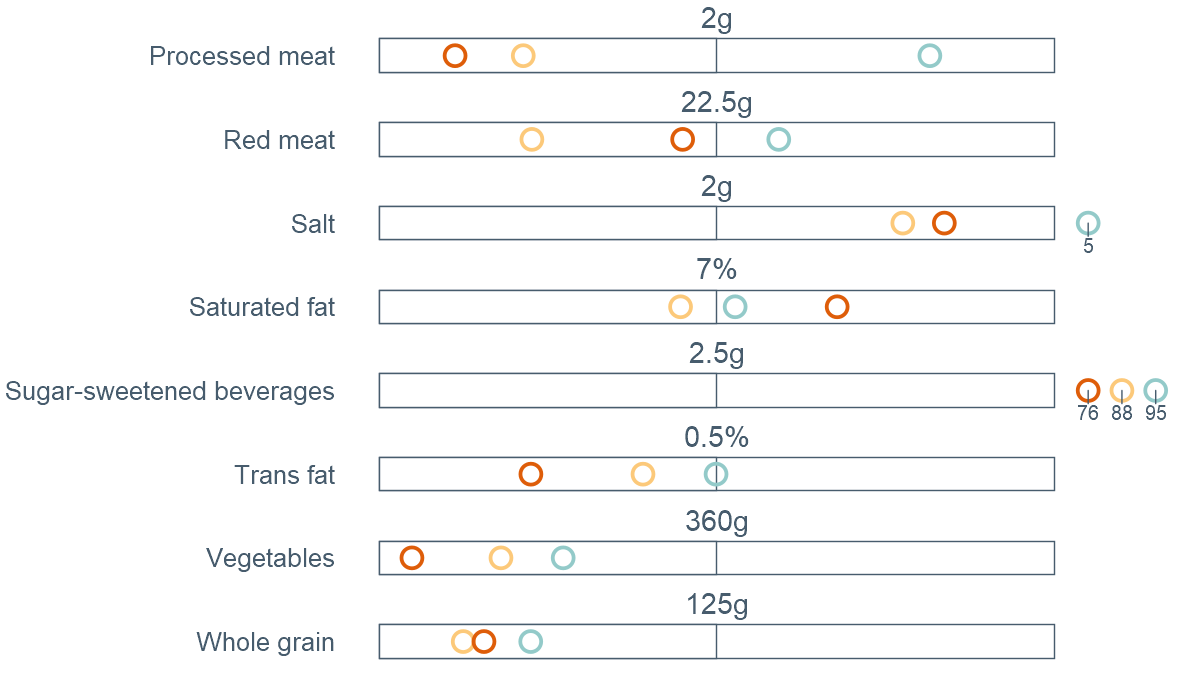 2g
Processed meat
22.5g
Red meat
2g
Salt
5
7%
Saturated fat
2.5g
Sugar-sweetened beverages
76 88 95
0.5%
Trans fat
360g
Vegetables
125g
Whole grain